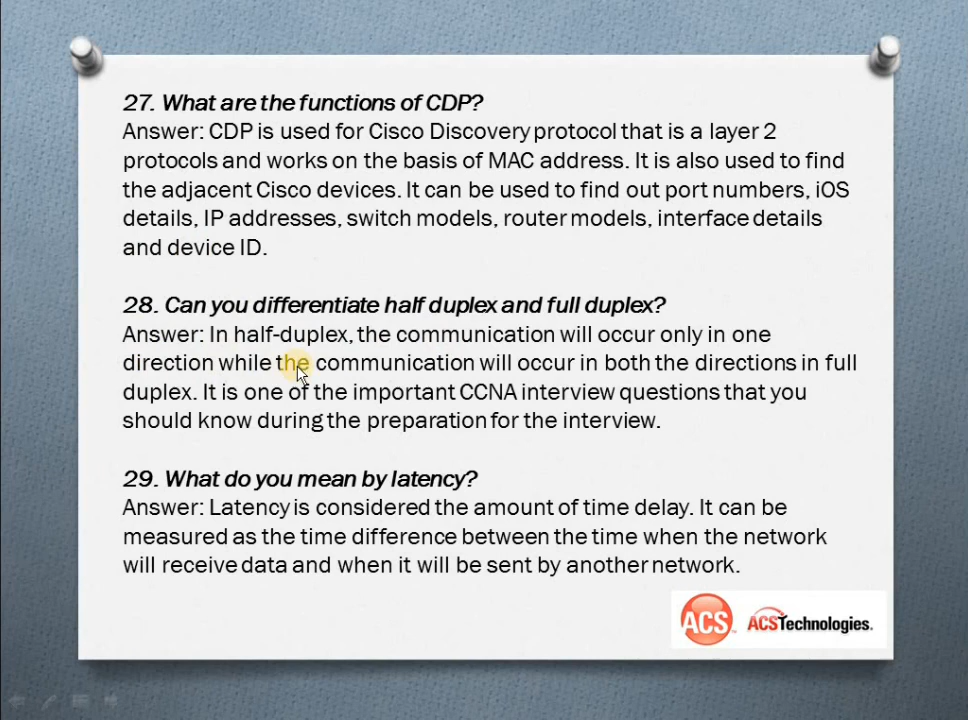 27. What are the functions of CDP?
Answer: CDP is used for Cisco Discovery protocol that is a layer 2
protocols and works on the basis of MAC address. It is also used to find
the adjacent Cisco devices. It can be used to find out port numbers, iOS
details, IP addresses, switch models, router models, interface details
and device ID.
28. Can you differentiate half duplex and full duplex?
Answer: In half-duplex, the communication will occur only in one
direction while the communication will occur in both the directions in full
duplex. It is one of the important CCNA interview questions that you
should know during the preparation for the interview.
29. What do you mean by latency?
Answer: Latency is considered the amount of time delay. It can be
measured as the time difference between the time when the network
will receive data and when it will be sent by another network.
ACS™ ACSTechnologies.